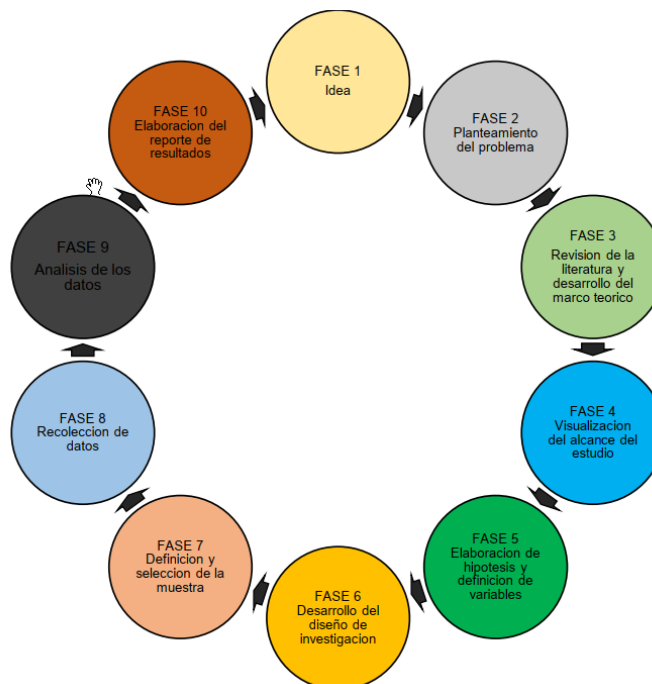 FASE 1
Idea
FASE 2
Planteamiento
del problema
FASE 3
Revision de la
literatura y
desarrollo del
marco teorico
FASE 4
Visualizacion
del alcance del
estudio
FASE 5
Elaboracion de
hipotesis y
definicion de
variables
FASE 6
Desarrollo del
diseño de
investigacion
FASE 7
Definicion y
seleccion de la
muestra
FASE 8
Recoleccion de
datos
FASE 9
Analisis de los
datos
FASE 10
Elaboracion del
reporte de
resultados